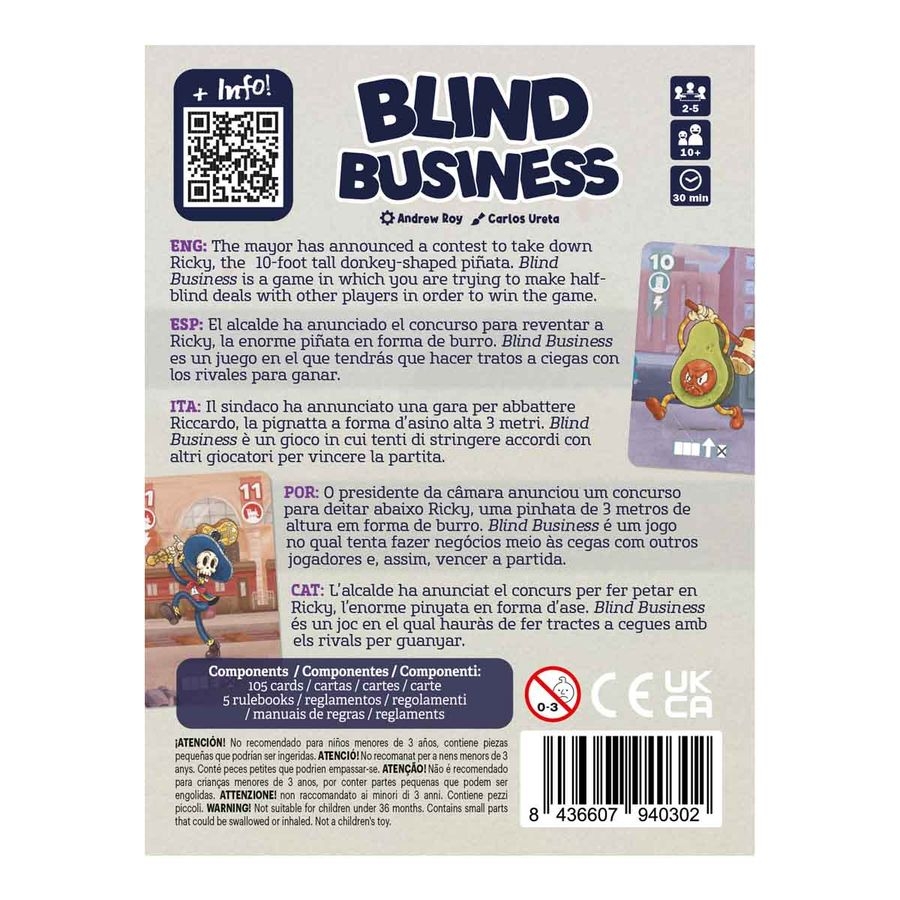 + Info!
BLIND
BUSINESS
Andrew Roy Carlos Ureta
2-5
10+
30 min
ENG: The mayor has announced a contest to take down
Ricky, the 10-foot tall donkey-shaped piñata. Blind
Business is a game in which you are trying to make half-
blind deals with other players in order to win the game.
ESP: El alcalde ha anunciado el concurso para reventar a
Ricky, la enorme piñata en forma de burro. Blind Business
es un juego en el que tendrás que hacer tratos a ciegas con
los rivales para ganar.
10
ITA: Il sindaco ha annunciato una gara per abbattere
Riccardo, la pignatta a forma d'asino alta 3 metri. Blind
Business è un gioco in cui tenti di stringere accordi con
altri giocatori per vincere la partita.
11
POR: O presidente da câmara anunciou um concurso
para deitar abaixo Ricky, uma pinhata de 3 metros de
altura em forma de burro. Blind Business é um jogo
no qual tenta fazer negócios meio às cegas com outros
jogadores e, assim, vencer a partida.
CAT: L'alcalde ha anunciat el concurs per fer petar en
Ricky, l'enorme pinyata en forma d'ase. Blind Business
és un joc en el qual hauràs de fer tractes a cegues amb
els rivals per guanyar.
Components / Componentes / Componenti:
105 cards / cartas / cartes / carte
5 rulebooks / reglamentos / regolamenti
/ manuais de regras / reglaments
0-3
CE
UK
CA
¡ATENCIÓN! No recomendado para niños menores de 3 años, contiene piezas
pequeñas que podrían ser ingeridas. ATENCIÓ! No recomanat per a nens menors de 3
anys. Conté peces petites que podrien empassar-se. ATENÇÃO! Não é recomendado
para crianças menores de 3 anos, por conter partes pequenas que podem ser
engolidas. ATTENZIONE! non raccomandato ai minori di 3 anni. Contiene pezzi
piccoli. WARNING! Not suitable for children under 36 months. Contains small parts
that could be swallowed or inhaled. Not a children's toy.
8 436607 940302